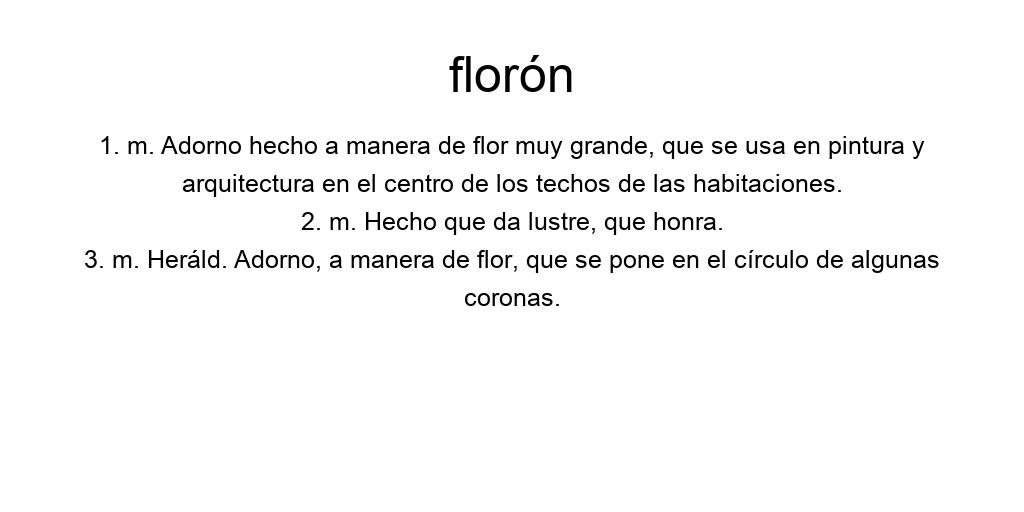 florón
1. m. Adorno hecho a manera de flor muy grande, que se usa en pintura y
arquitectura en el centro de los techos de las habitaciones.
2. m. Hecho que da lustre, que honra.
3. m. Heráld. Adorno, a manera de flor, que se pone en el círculo de algunas
coronas.